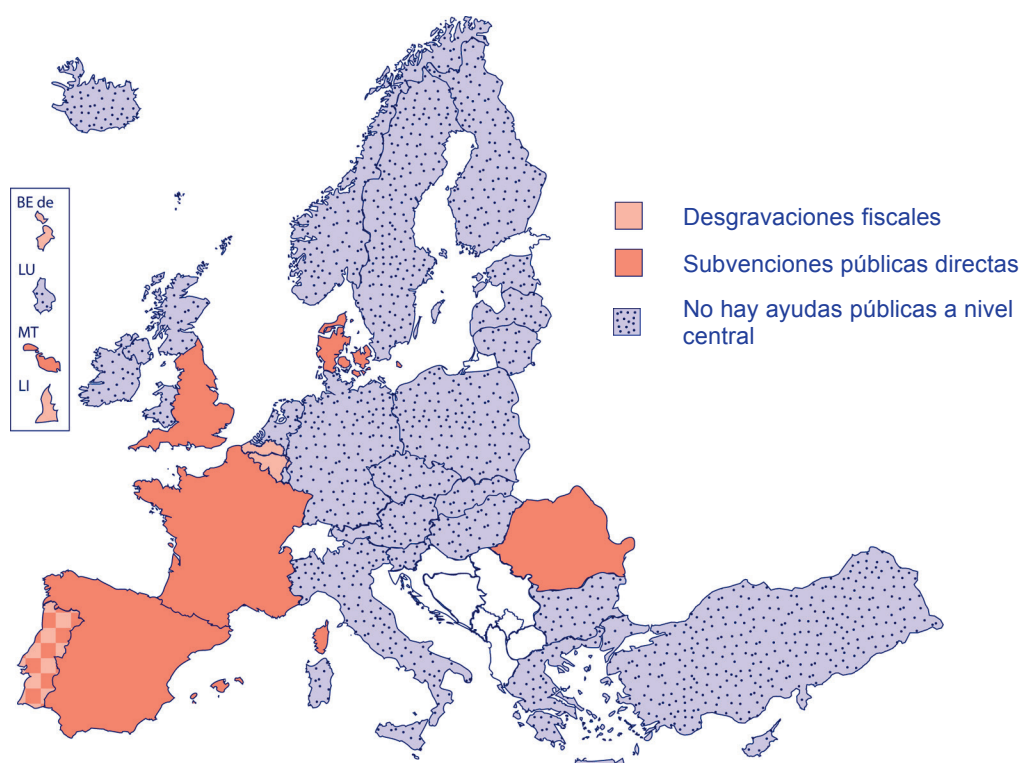 BE de
LU
MT
LI
Desgravaciones fiscales
Subvenciones públicas directas
No hay ayudas públicas a nivel
central